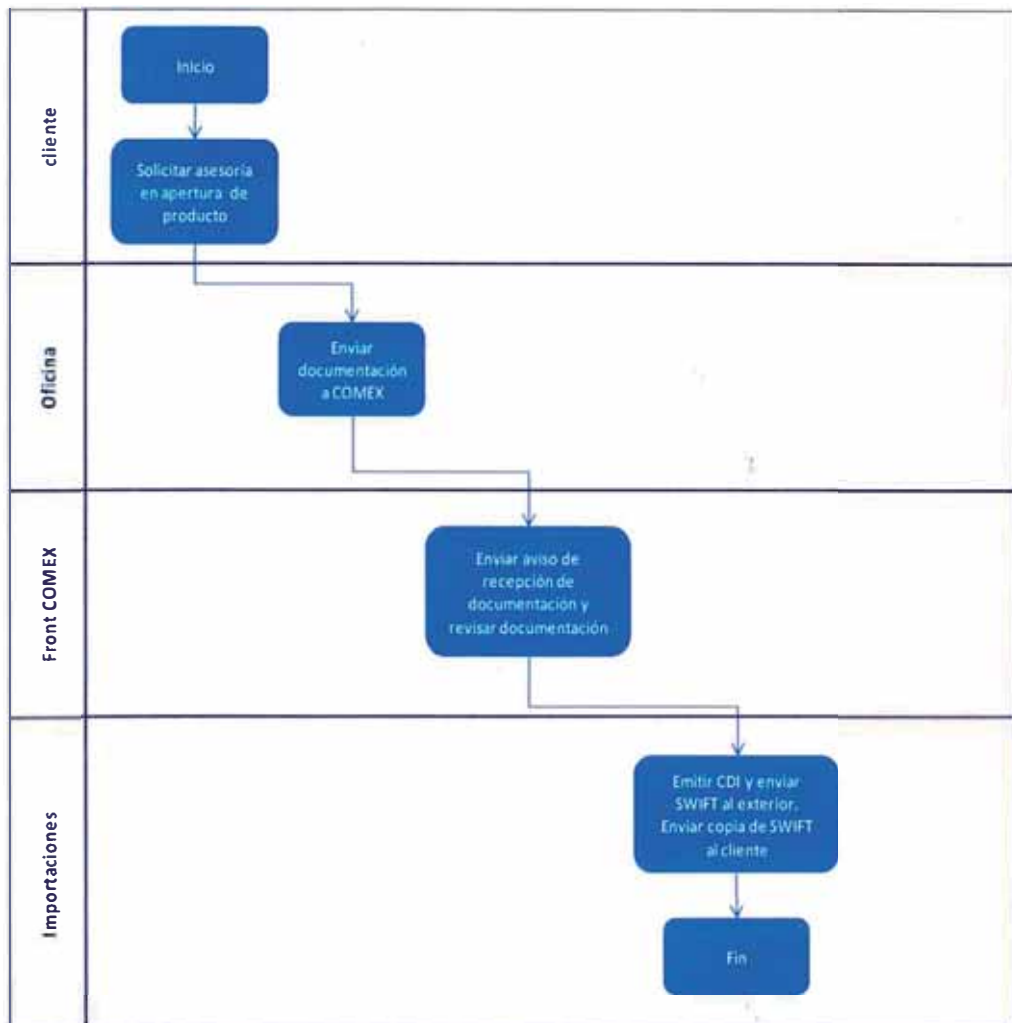 cliente
Inicio
Solicitar asesoría
en apertura de
producto
Oficina
Enviar
documentación
a COMEX
Front COMEX
Enviar aviso de
recepción de
documentación y
revisar documentación
Importaciones
Emitir CDI y enviar
SWIFT al exterior.
Enviar copia de SWIFT
al cliente
Fin